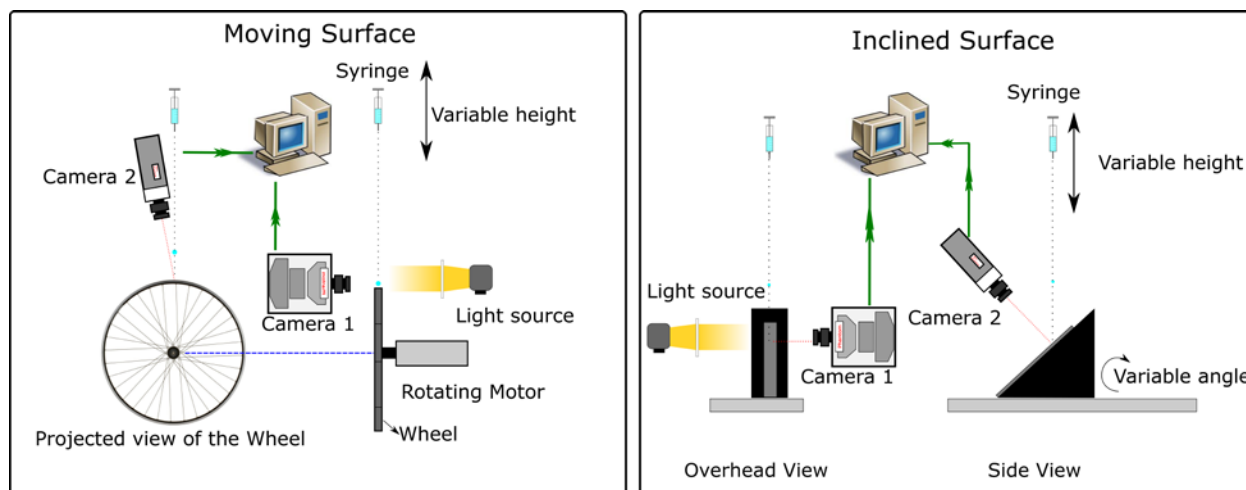 Moving Surface
Syringe
Variable height
Camera 2
Camera 1
Light source
Rotating Motor
Wheel
Projected view of the Wheel
Inclined Surface
Syringe
Variable height
Light source
Camera 2
Camera 1
Variable angle
Overhead View
Side View